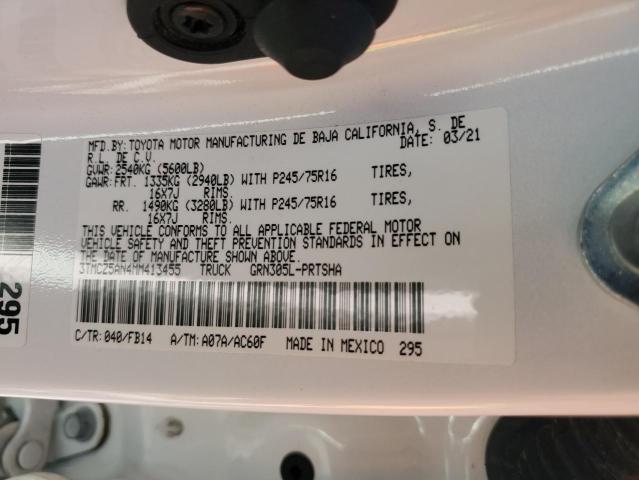 MFD.BY:TOYOTA MOTOR MANUFACTURING DE BAJA CALIFORNIA, S. DE
R.L. DE C.V. DATE: 03/21
GVWR:2540KG (5600LB)
GAWR:FRT. 1335KG (2940LB) WITH P245/75R16 TIRES,
16X7J RIMS.
RR. 1490KG (3280LB) WITH P245/75R16 TIRES,
16X7J RIMS.
THIS VEHICLE CONFORMS TO ALL APPLICABLE FEDERAL MOTOR
VEHICLE SAFETY AND THEFT PREVENTION STANDARDS IN EFFECT ON
THE DATE OF MANUFACTURE SHOWN ABOVE.
3TMCZ5AN4MM413455 TRUCK GRN305L-PRTSHA
C/TR:040/FB14 A/TM:A07A/AC60F MADE IN MEXICO 295
295